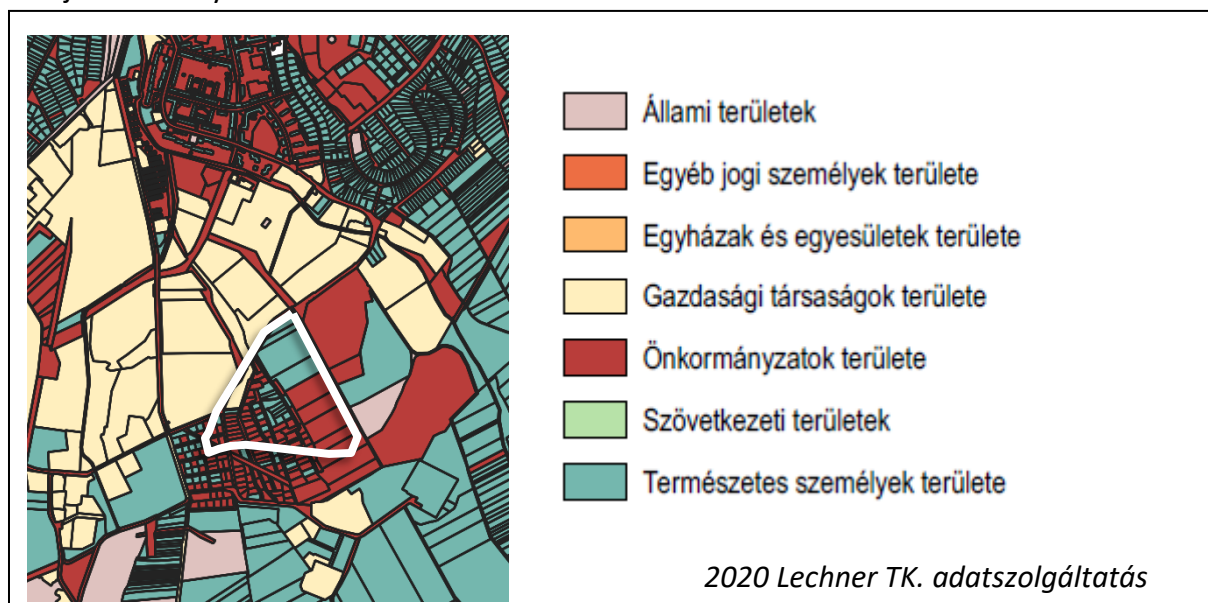 Állami területek
Egyéb jogi személyek területe
Egyházak és egyesületek területe
Gazdasági társaságok területe
Önkormányzatok területe
Szövetkezeti területek
Természetes személyek területe
2020 Lechner TK. adatszolgáltatás